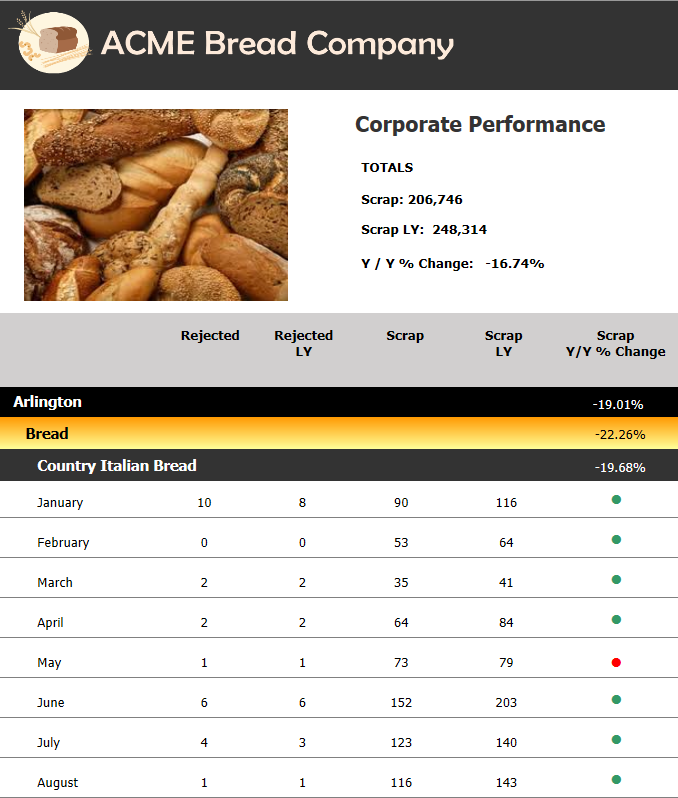 ACME Bread Company
Corporate Performance
TOTALS
Scrap: 206,746
Scrap LY: 248,314
Y / Y % Change: -16.74%
Rejected Rejected LY Scrap Scrap LY Scrap Y/Y % Change
Arlington -19.01%
Bread -22.26%
Country Italian Bread -19.68%
January 10 8 90 116
February 0 0 53 64
March 2 2 35 41
April 2 2 64 84
May 1 1 73 79
June 6 6 152 203
July 4 3 123 140
August 1 1 116 143